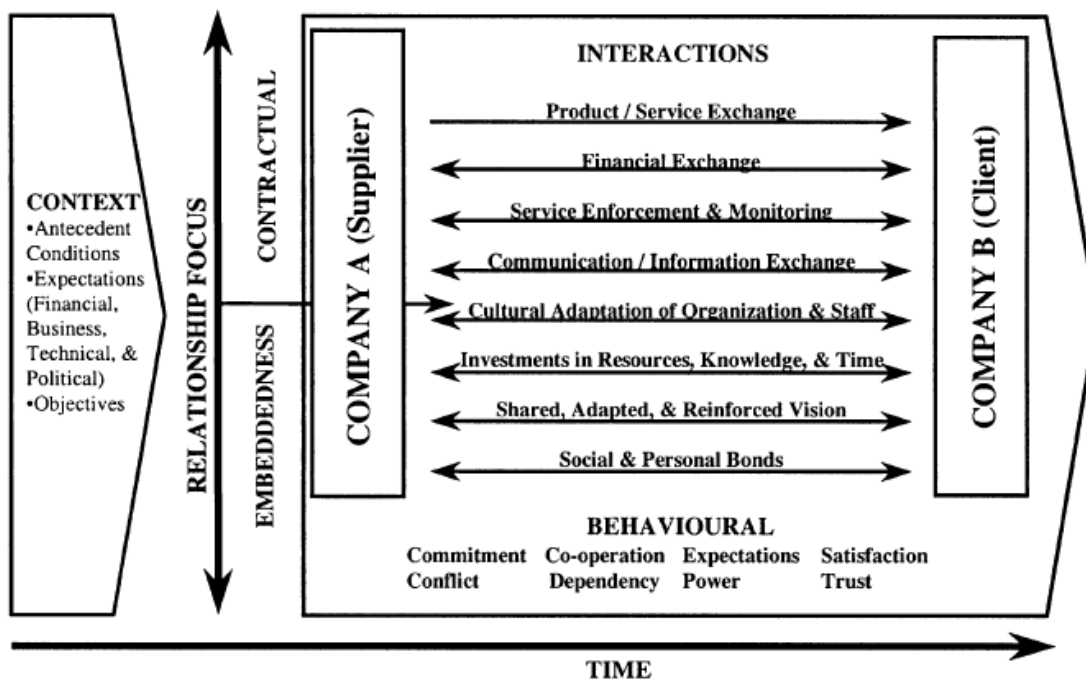 CONTEXT
•Antecedent
Conditions
•Expectations
(Financial,
Business,
Technical, &
Political)
•Objectives
RELATIONSHIP FOCUS
CONTRACTUAL
EMBEDDEDNESS
COMPANY A (Supplier)
INTERACTIONS
Product / Service Exchange
Financial Exchange
Service Enforcement & Monitoring
Communication / Information Exchange
Cultural Adaptation of Organization & Staff
Investments in Resources, Knowledge, & Time
Shared, Adapted, & Reinforced Vision
Social & Personal Bonds
COMPANY B (Client)
BEHAVIOURAL
Commitment Co-operation Expectations Satisfaction
Conflict Dependency Power Trust
TIME